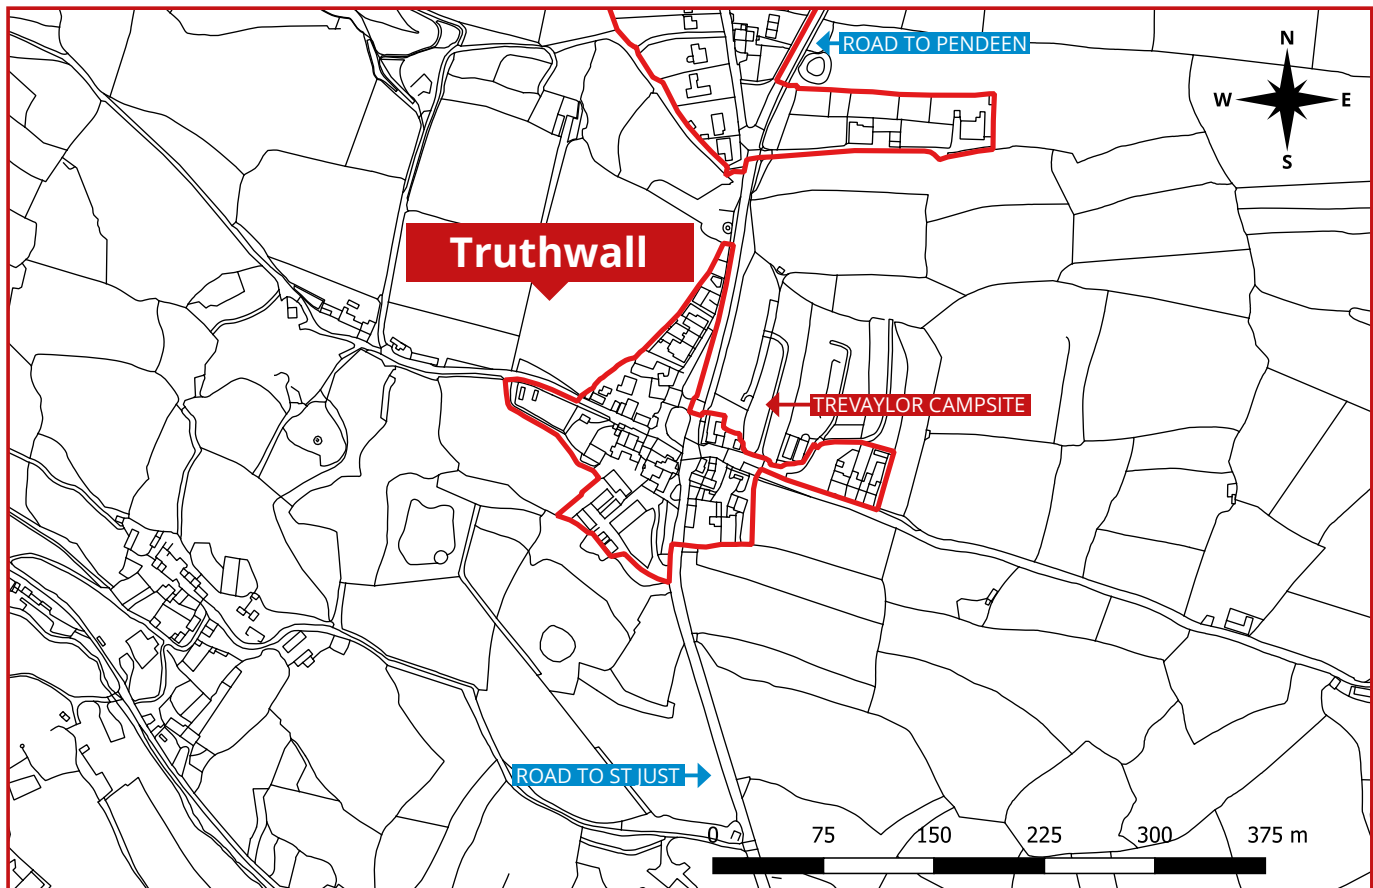 ROAD TO PENDEEN
N
W E
S
Truthwall
TREVAYLOR CAMPSITE
ROAD TO ST JUST
0 75 150 225 300 375 m